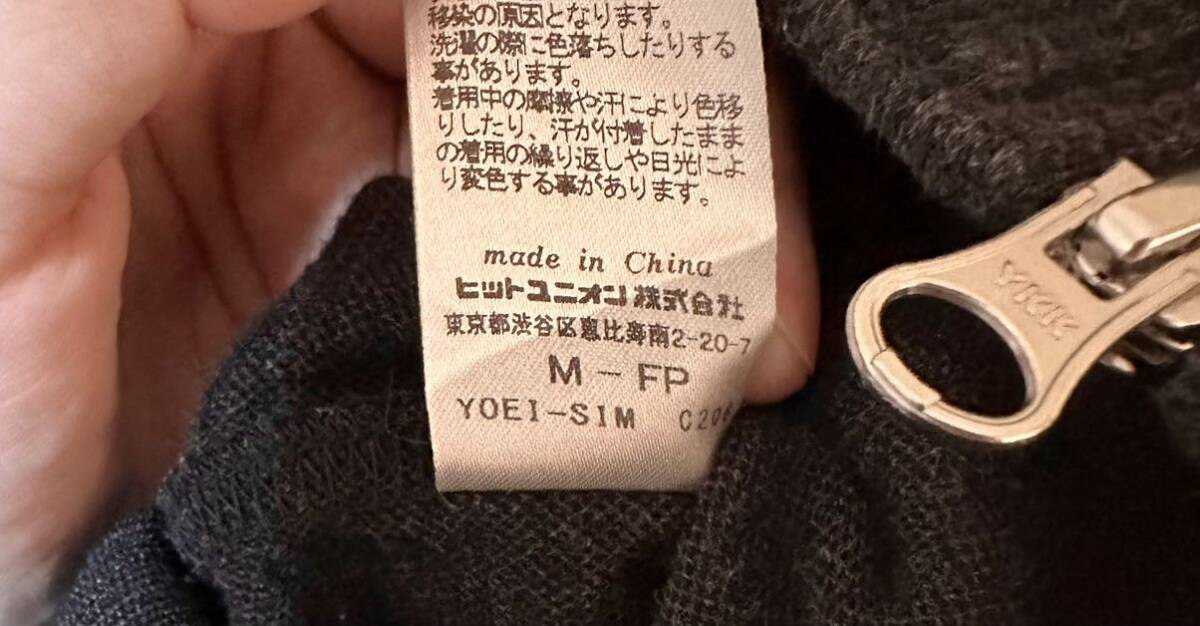 移染の原因となります。
洗濯の際に色落ちしたりする
事があります。
着用中の摩擦や汗により色移
りしたり、汗が付着したまま
の着用の繰り返しや日光によ
り変色する事があります。
made in China
ヒットユニオン株式会社
東京都渋谷区恵比寿南2-20-7
M-FP
YOEI-SIM
YKK